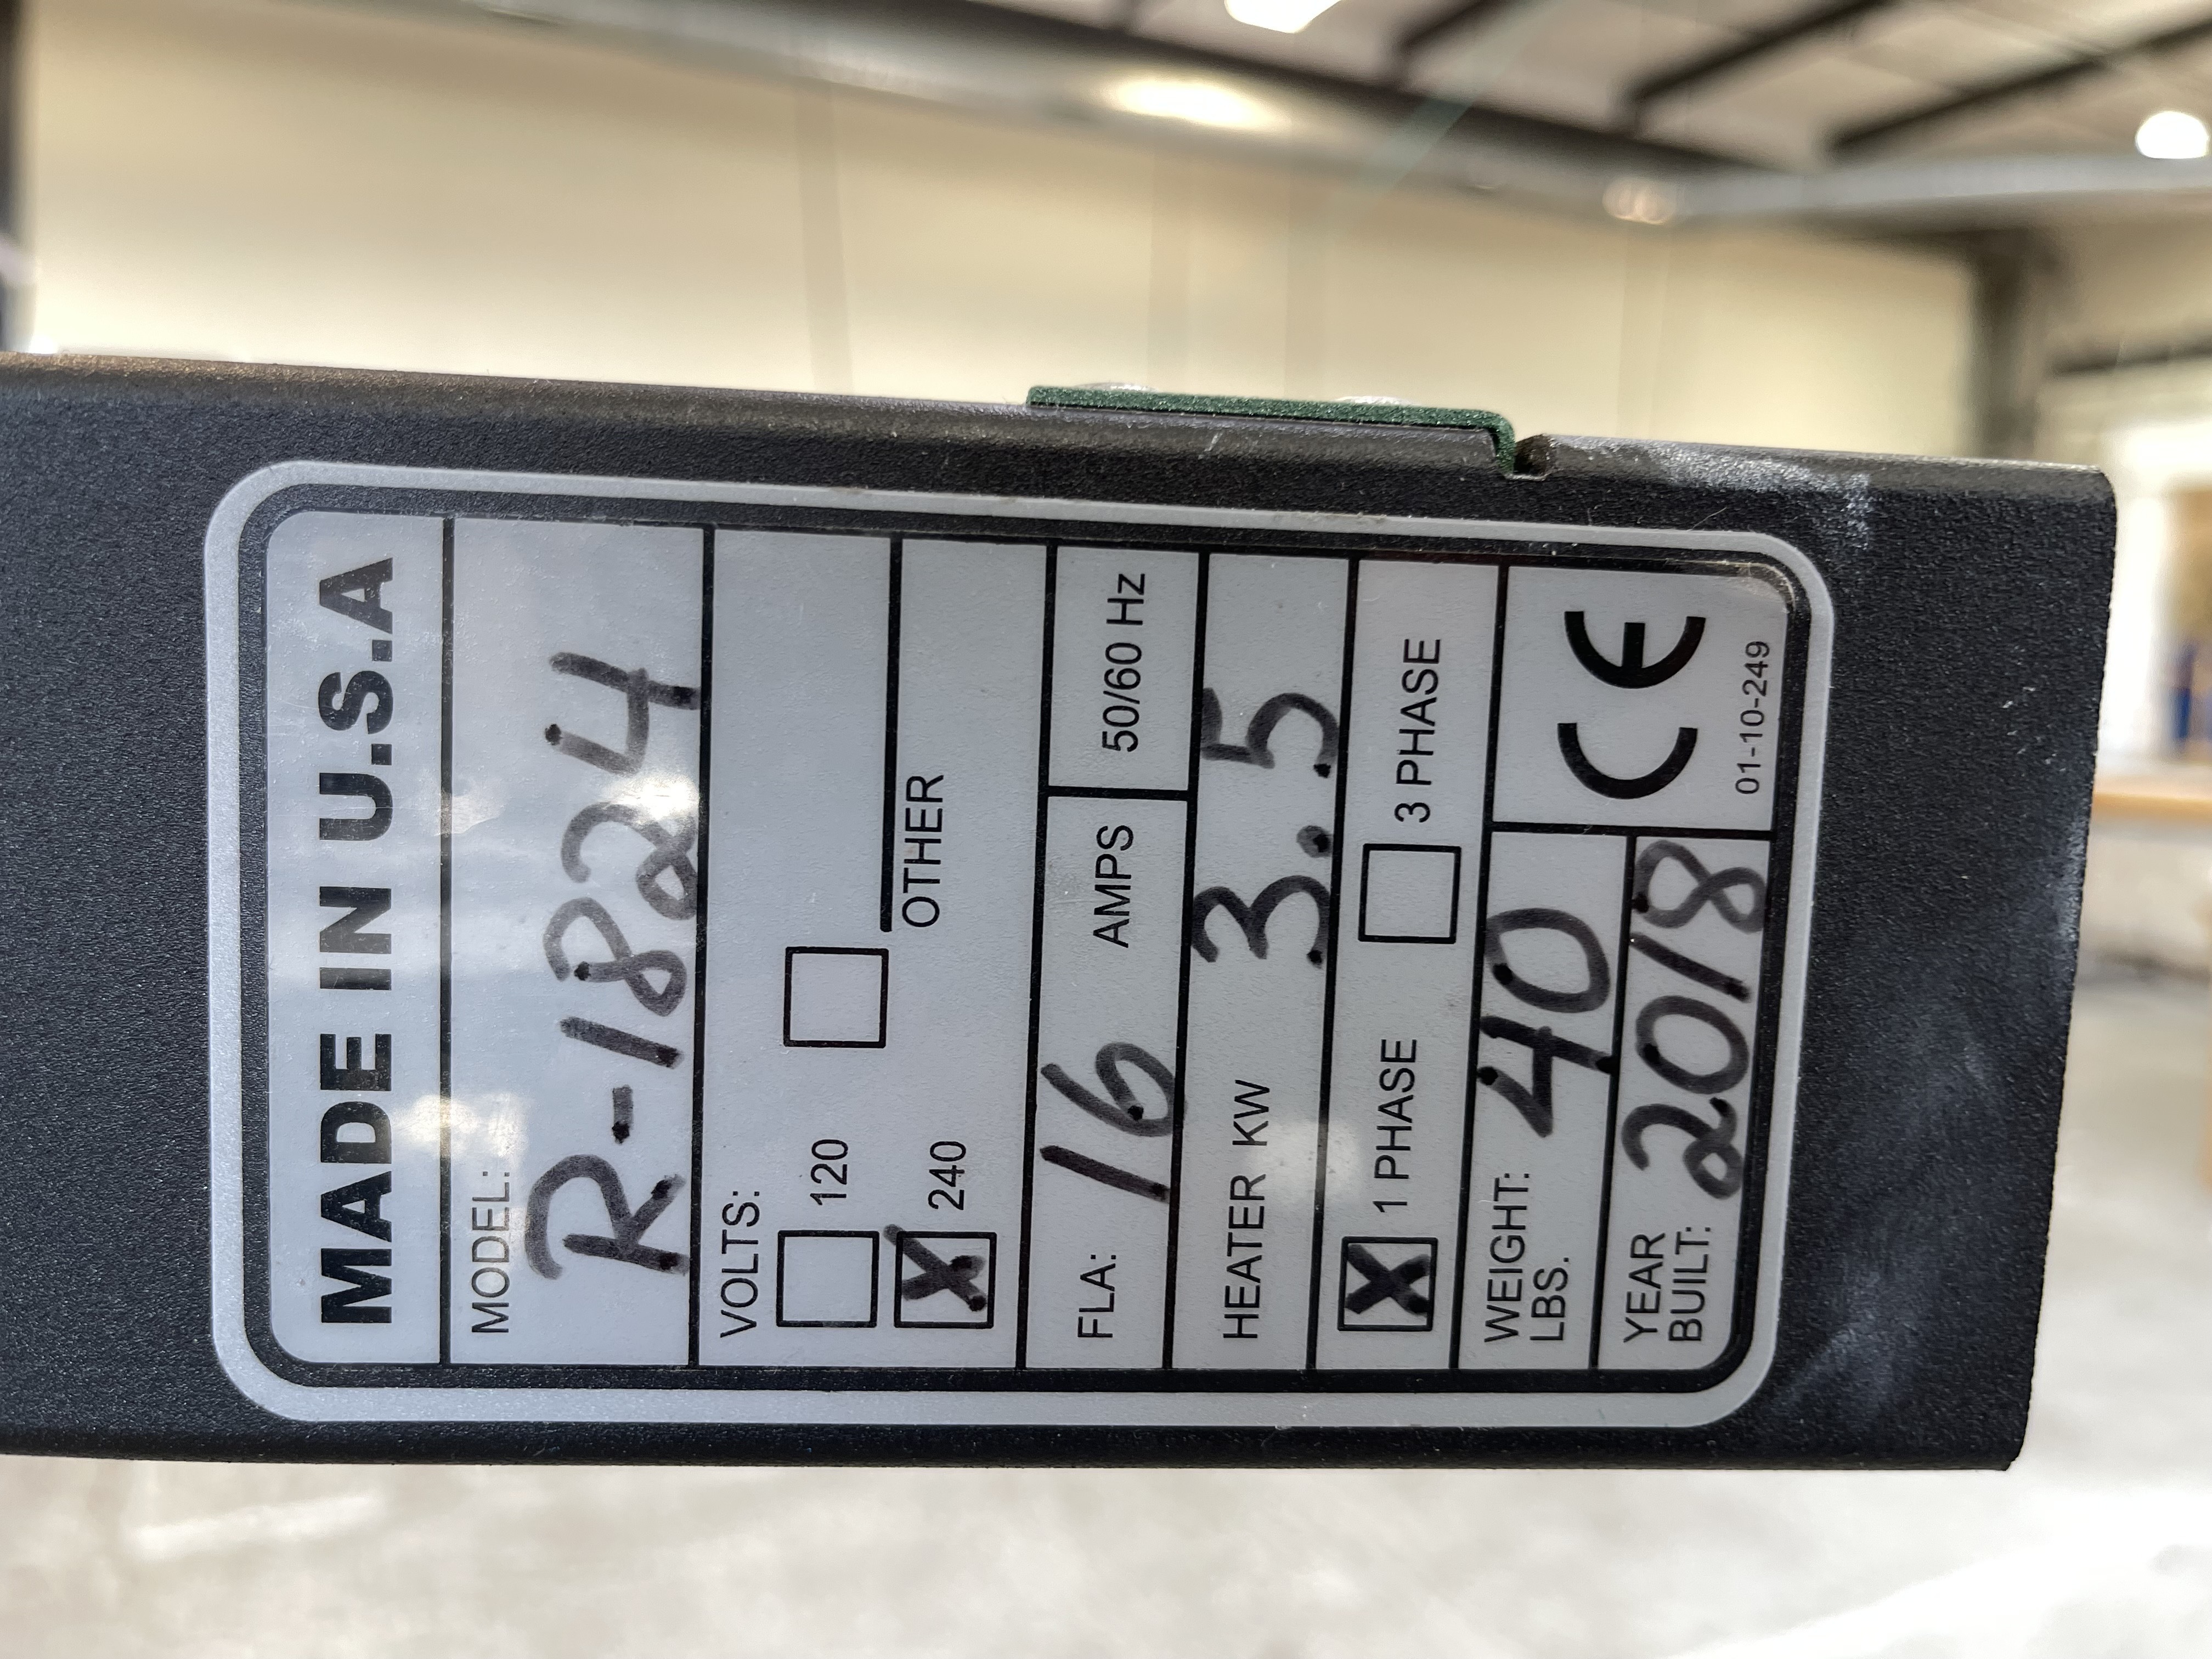 MADE IN U.S.A
MODEL:
R-1824
VOLTS:
120
X 240
OTHER
FLA: 16 AMPS 50/60 Hz
HEATER KW 3.5
X 1 PHASE 3 PHASE
WEIGHT: 40
LBS.
YEAR 2018
BUILT:
CE
01-10-249